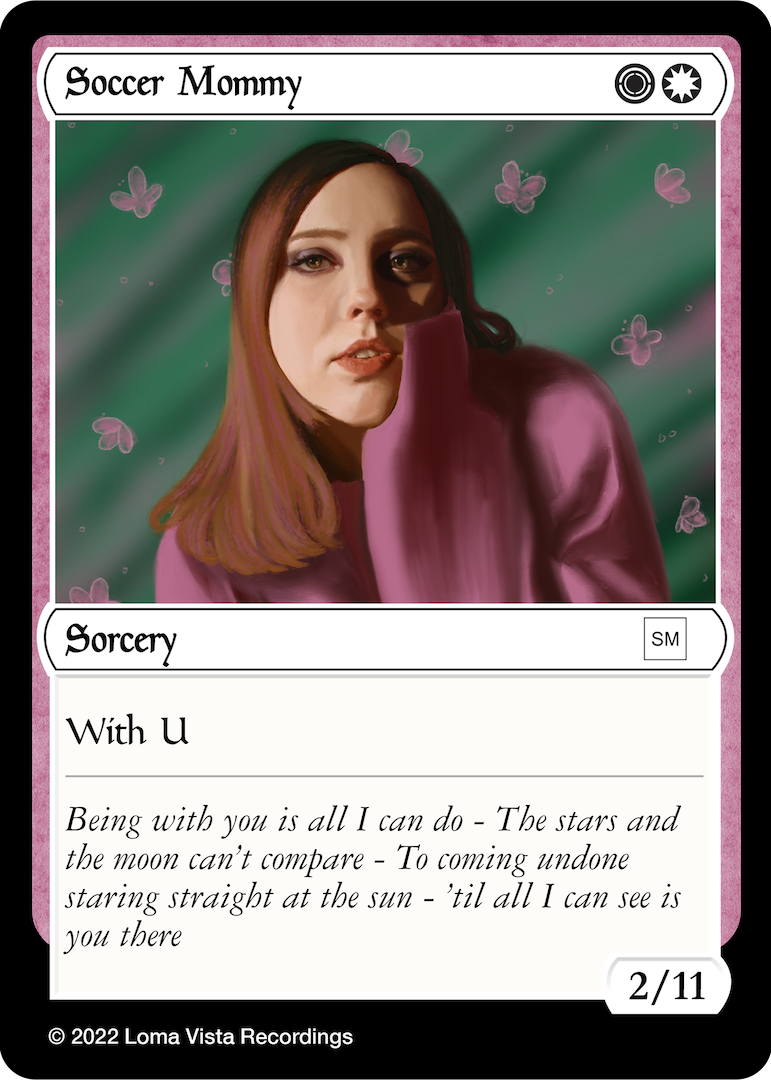 Soccer Mommy
Sorcery
SM
With U
Being with you is all I can do - The stars and
the moon can't compare - To coming undone
staring straight at the sun - 'til all I can see is
you there
2/11
© 2022 Loma Vista Recordings